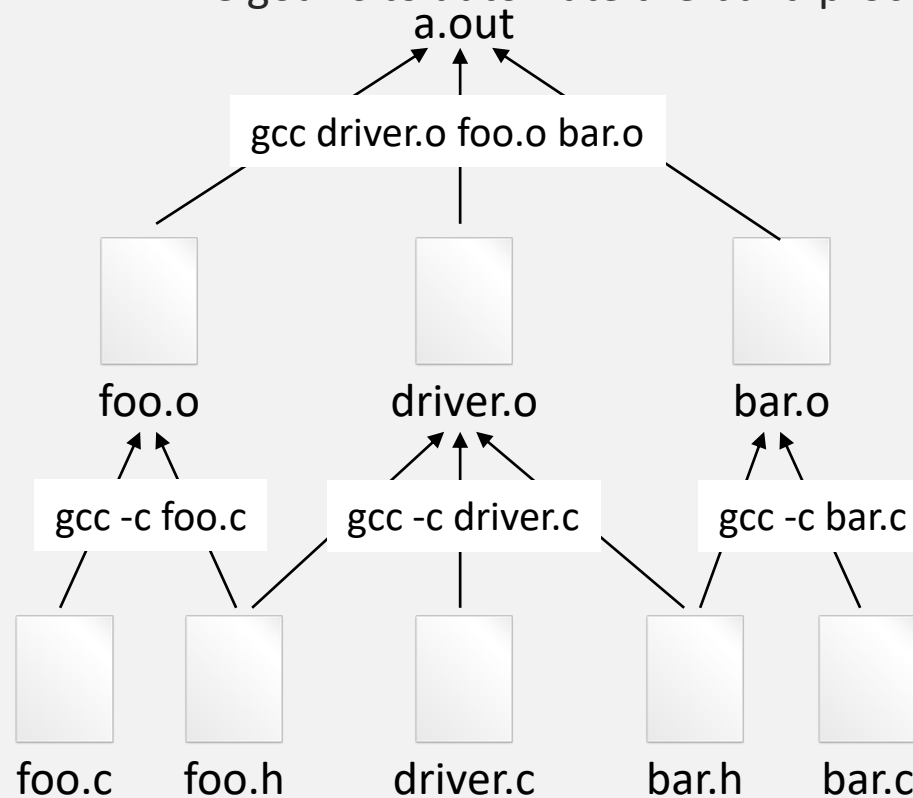 a.out
gcc driver.o foo.o bar.o
foo.o driver.o bar.o
gcc -c foo.c gcc -c driver.c gcc -c bar.c
foo.c foo.h driver.c bar.h bar.c